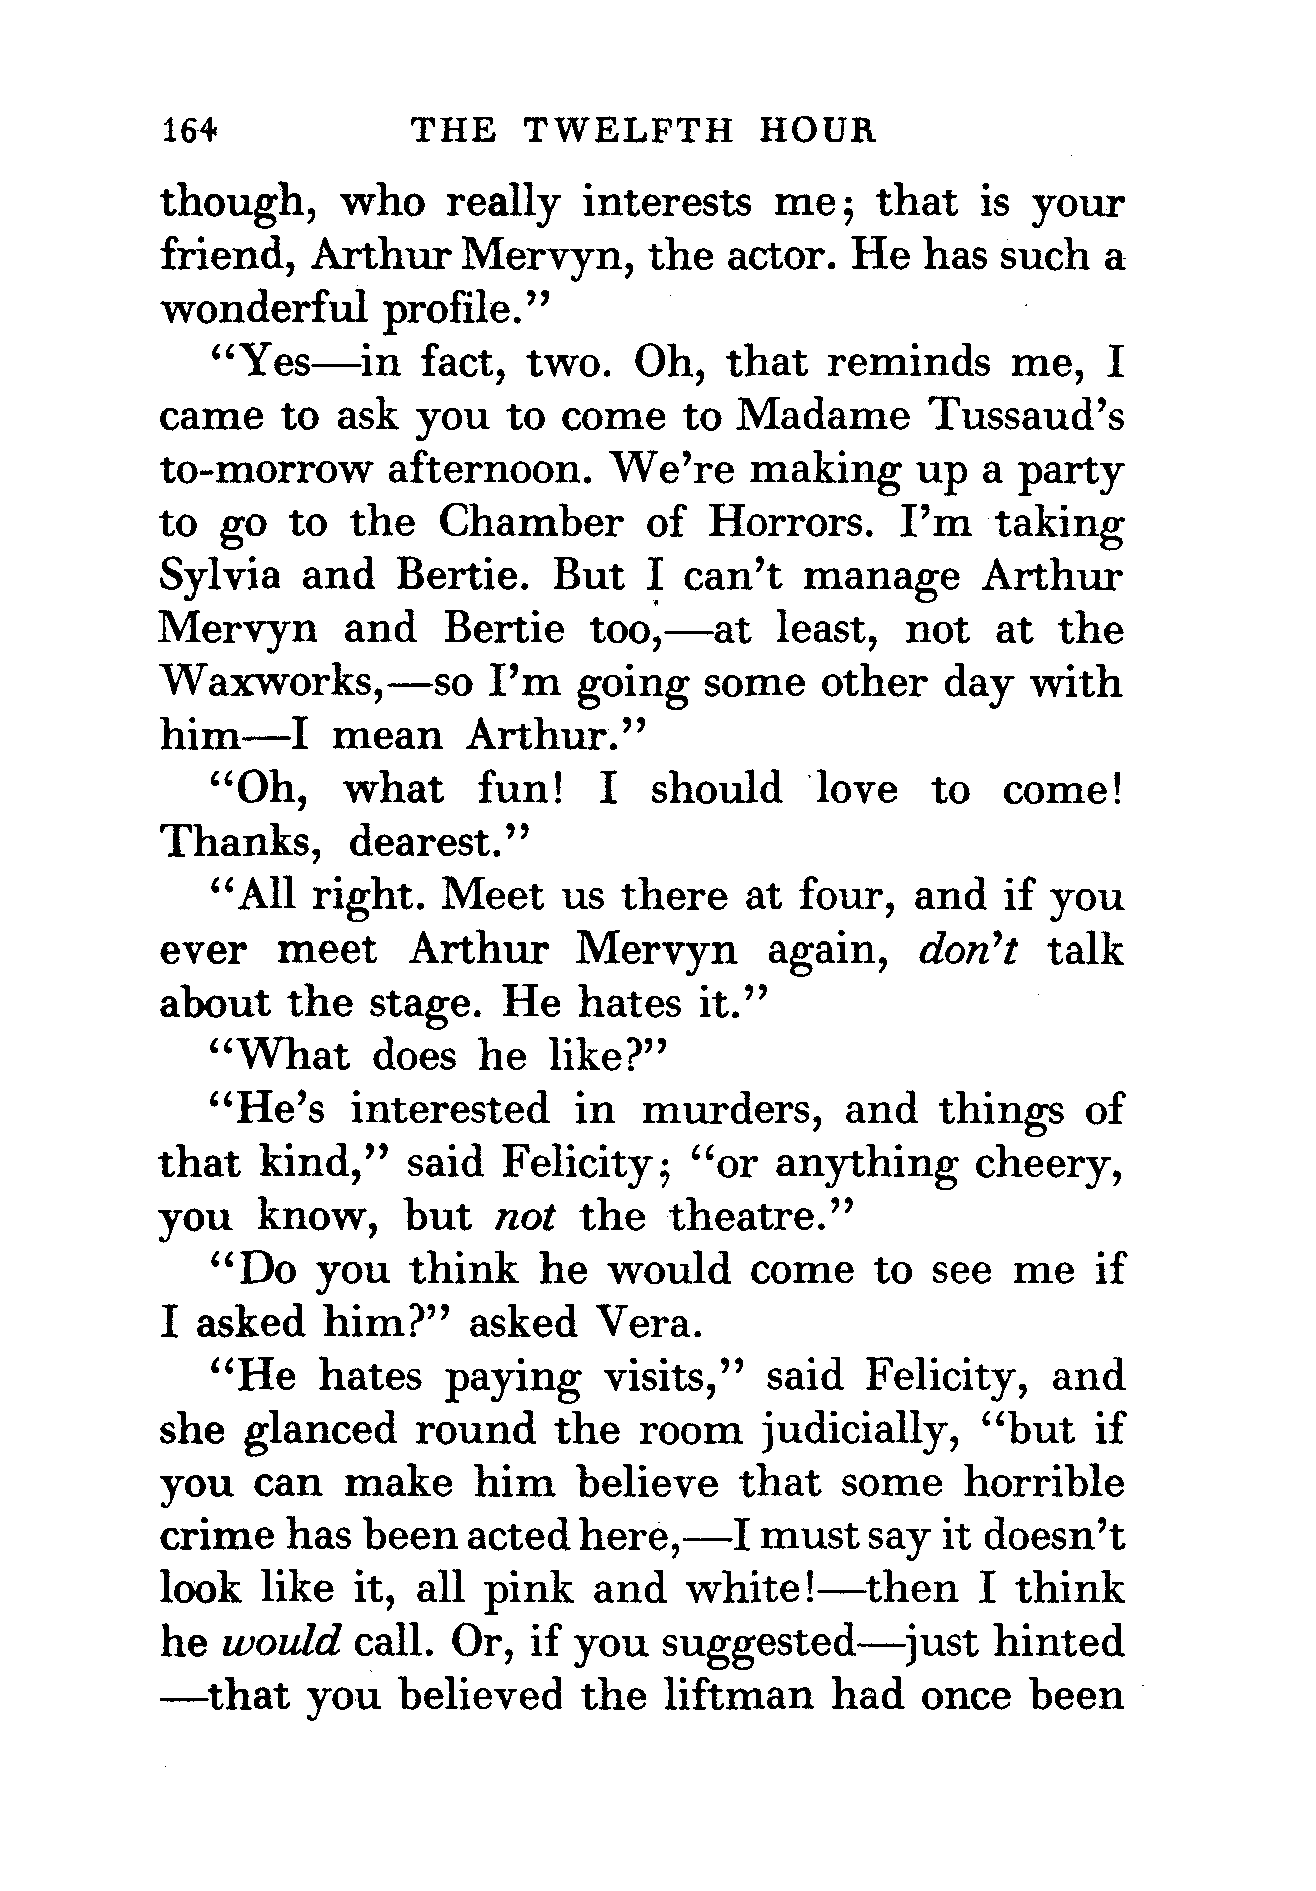 164 THE TWELFTH HOUR
though, who really interests me; that is your
friend, Arthur Mervyn, the actor. He has such a
wonderful profile.”
“Yes—in fact, two. Oh, that reminds me, I
came to ask you to come to Madame Tussaud’s
to-morrow afternoon. We’re making up a party
to go to the Chamber of Horrors. I’m taking
Sylvia and Bertie. But I can’t manage Arthur
Mervyn and Bertie too,—at least, not at the
Waxworks,—so I’m going some other day with
him—I mean Arthur.”
“Oh, what fun! I should love to come!
Thanks, dearest.”
“All right. Meet us there at four, and if you
ever meet Arthur Mervyn again, don’t talk
about the stage. He hates it.”
“What does he like?”
“He’s interested in murders, and things of
that kind,” said Felicity; “or anything cheery,
you know, but not the theatre.”
“Do you think he would come to see me if
I asked him?” asked Vera.
“He hates paying visits,” said Felicity, and
she glanced round the room judicially, “but if
you can make him believe that some horrible
crime has been acted here,—I must say it doesn’t
look like it, all pink and white!—then I think
he would call. Or, if you suggested—just hinted
—that you believed the liftman had once been